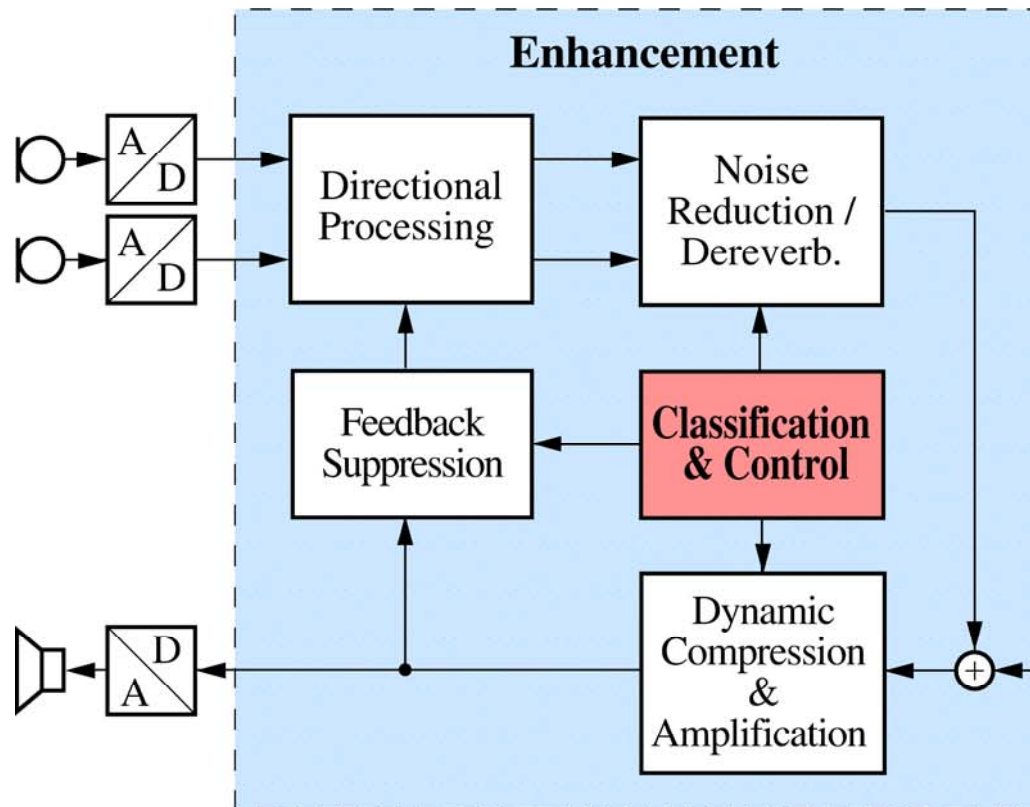 Enhancement
A
D
Directional
Processing
Noise
Reduction /
Dereverb.
A
D
Feedback
Suppression
Classification
& Control
D
A
Dynamic
Compression
&
Amplification
+